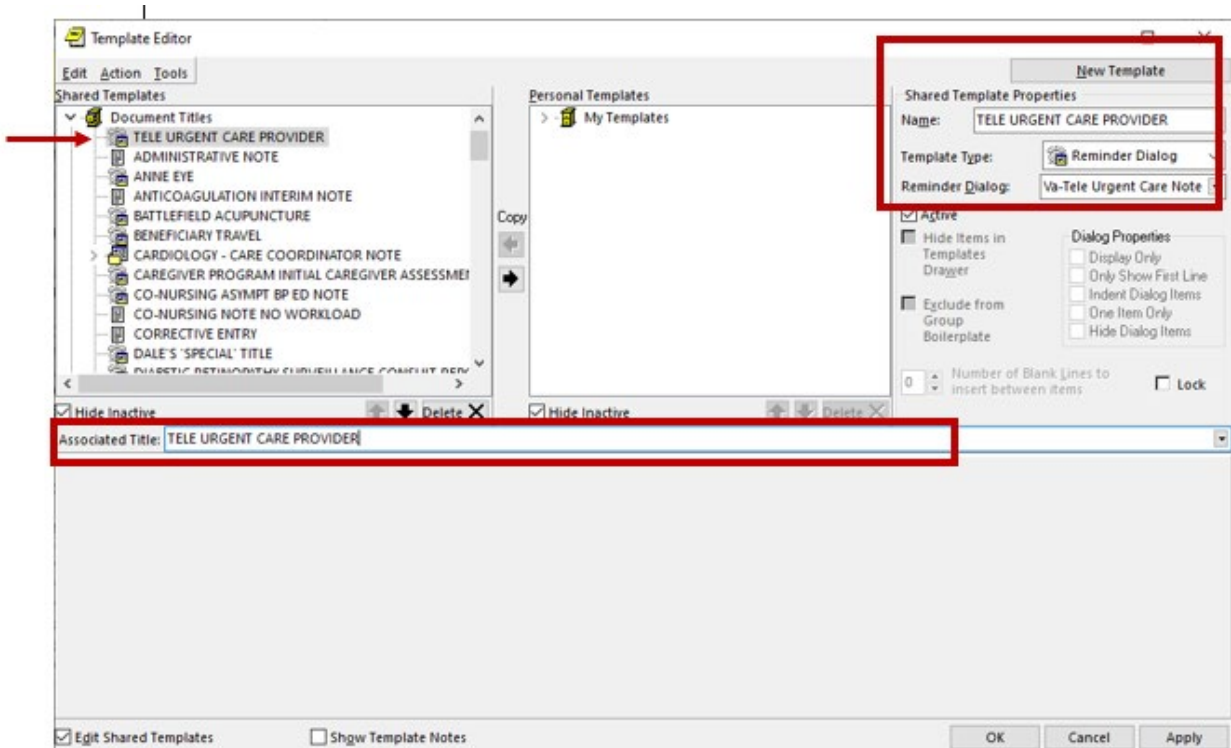 Template Editor
Edit Action Tools
New Template
Shared Templates
Personal Templates
Shared Template Properties
Document Titles
TELE URGENT CARE PROVIDER
ADMINISTRATIVE NOTE
ANNE EYE
ANTICOAGULATION INTERIM NOTE
BATTLEFIELD ACUPUNCTURE
BENEFICIARY TRAVEL
CARDIOLOGY - CARE COORDINATOR NOTE
CAREGIVER PROGRAM INITIAL CAREGIVER ASSESSMEN
CO-NURSING ASYMPT BP ED NOTE
CO-NURSING NOTE NO WORKLOAD
CORRECTIVE ENTRY
DALE'S 'SPECIAL' TITLE
DIABETIC RETINOPATHY SURVEILLANCE CONSULT
Copy
My Templates
Name: TELE URGENT CARE PROVIDER
Template Type: Reminder Dialog
Reminder Dialog: Va-Tele Urgent Care Note
Active
Hide Items in
Templates
Drawer
Exclude from
Group
Boilerplate
Dialog Properties
Display Only
Only Show First Line
Indent Dialog Items
One Item Only
Hide Dialog Items
0 Number of Blank Lines to
insert between items
Lock
Hide Inactive Delete
Hide Inactive Delete
Associated Title: TELE URGENT CARE PROVIDER
Edit Shared Templates Show Template Notes OK Cancel Apply